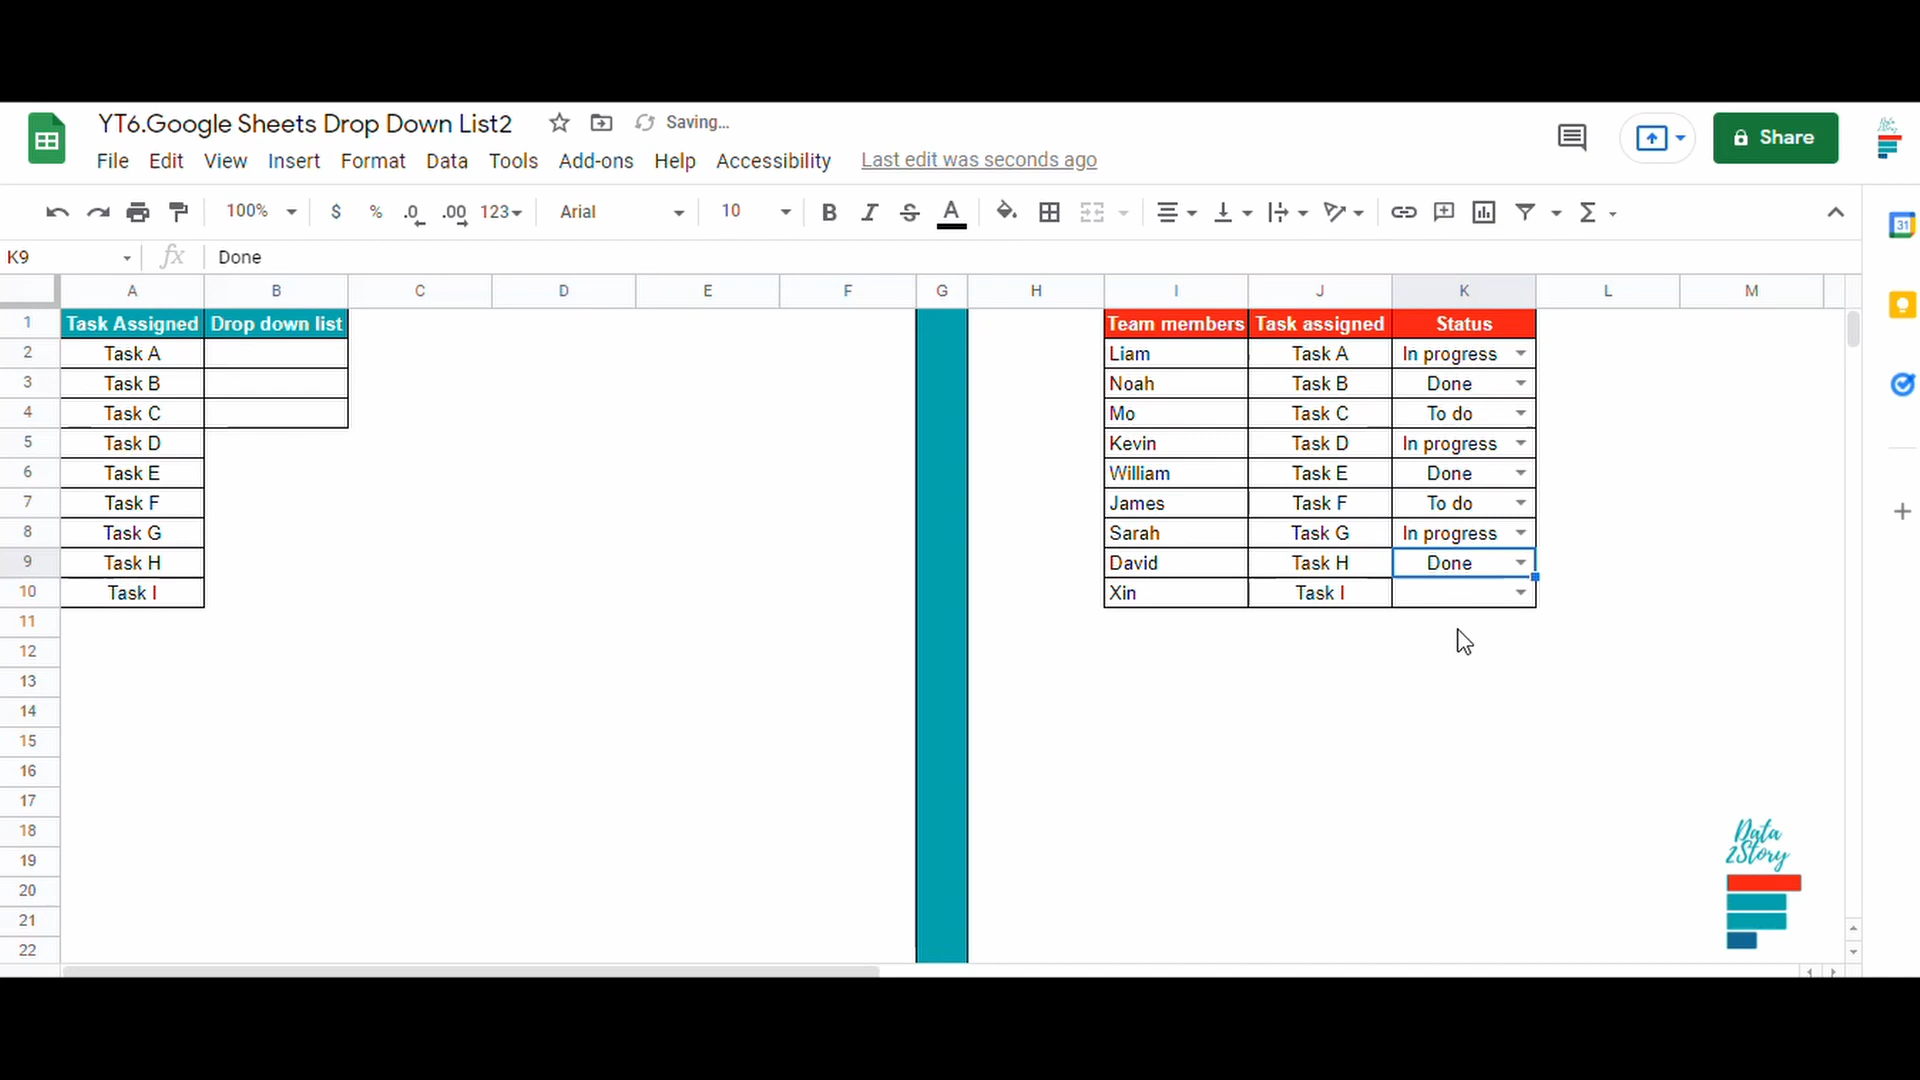 YT6.Google Sheets Drop Down List2 Saving...
File Edit View Insert Format Data Tools Add-ons Help Accessibility Last edit was seconds ago
Share
100% $ % .0 .00 123 Arial 10 B I S A Σ
31
K9 fx Done
A B C D E F G H I J K L M
1 Task Assigned Drop down list Team members Task assigned Status
2 Task A Liam Task A In progress
3 Task B Noah Task B Done
4 Task C Mo Task C To do
5 Task D Kevin Task D In progress
6 Task E William Task E Done
7 Task F James Task F To do
8 Task G Sarah Task G In progress
9 Task H David Task H Done
10 Task I Xin Task I
11
12
13
14
15
16
17
18
19
20
21
22
Data
2Story